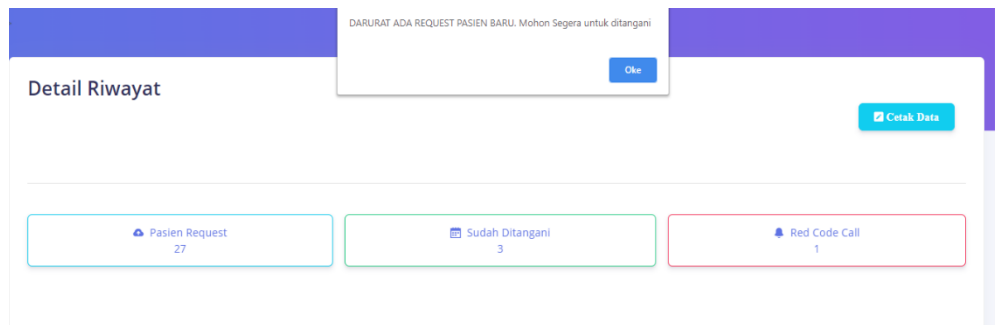 DARURAT ADA REQUEST PASIEN BARU. Mohon Segera untuk ditangani
Oke
Detail Riwayat
Cetak Data
Pasien Request
27
Sudah Ditangani
3
Red Code Call
1